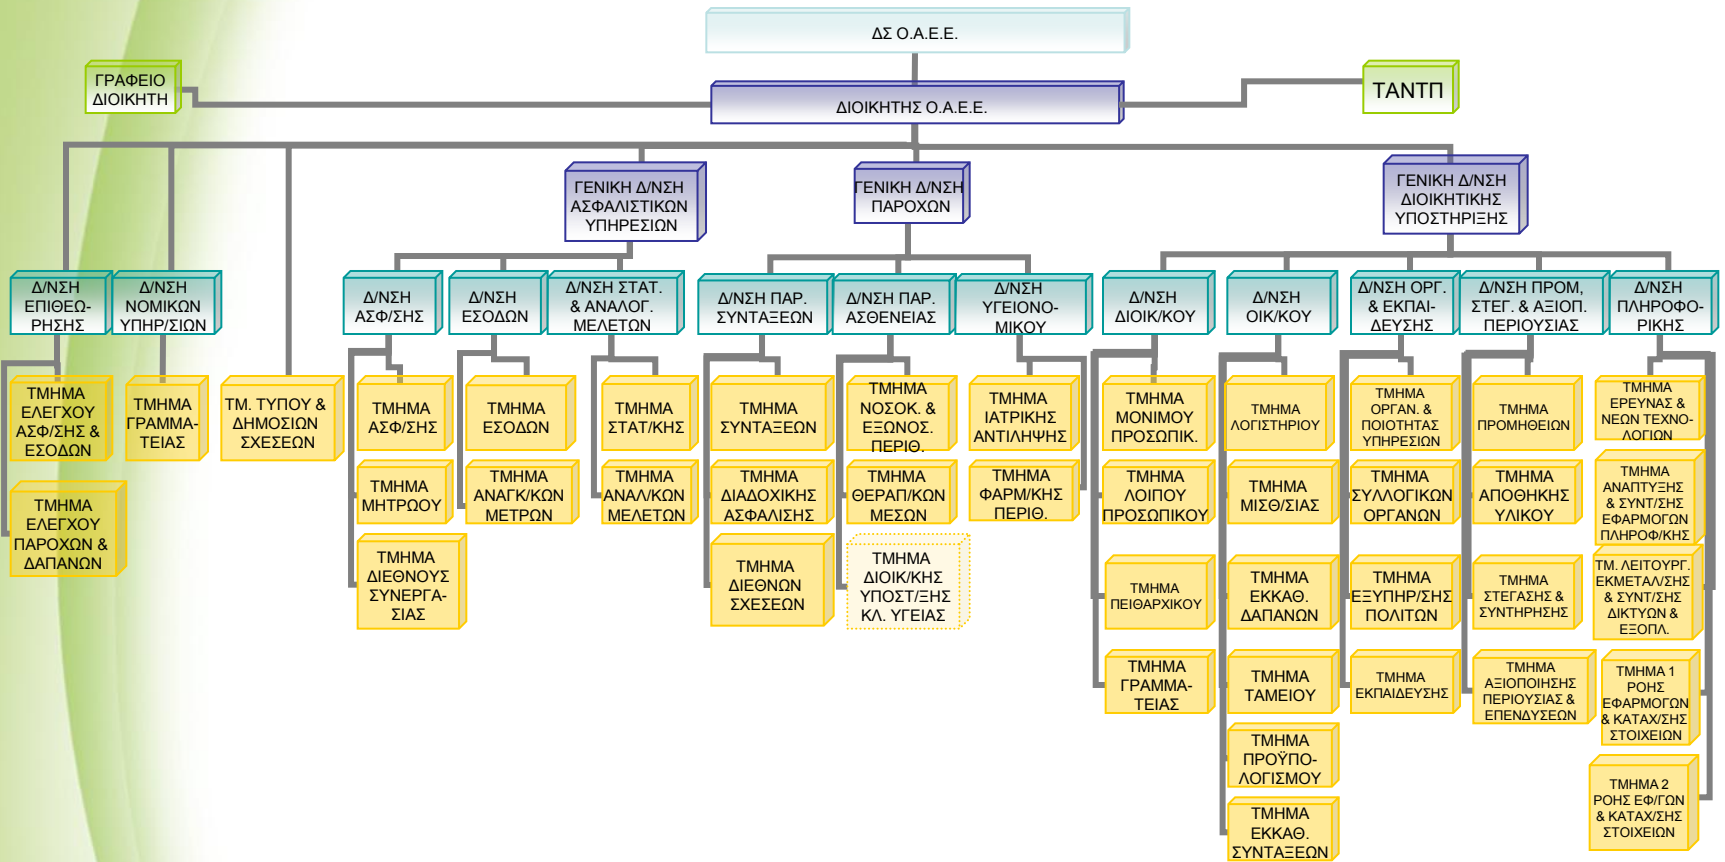 ΔΣ Ο.Α.Ε.Ε.
ΓΡΑΦΕΙΟ
ΔΙΟΙΚΗΤΗ
ΔΙΟΙΚΗΤΗΣ Ο.Α.Ε.Ε.
ΤΑΝΤΠ
ΓΕΝΙΚΗ Δ/ΝΣΗ
ΑΣΦΑΛΙΣΤΙΚΩΝ
ΥΠΗΡΕΣΙΩΝ
ΓΕΝΙΚΗ Δ/ΝΣΗ
ΠΑΡΟΧΩΝ
ΓΕΝΙΚΗ Δ/ΝΣΗ
ΔΙΟΙΚΗΤΙΚΗΣ
ΥΠΟΣΤΗΡΙΞΗΣ
Δ/ΝΣΗ
ΕΠΙΘΕΩ-
ΡΗΣΗΣ
Δ/ΝΣΗ
ΝΟΜΙΚΩΝ
ΥΠΗΡ/ΣΙΩΝ
Δ/ΝΣΗ
ΑΣΦ/ΣΗΣ
Δ/ΝΣΗ
ΕΣΟΔΩΝ
Δ/ΝΣΗ ΣΤΑΤ.
& ΑΝΑΛΟΓ.
ΜΕΛΕΤΩΝ
Δ/ΝΣΗ ΠΑΡ.
ΣΥΝΤΑΞΕΩΝ
Δ/ΝΣΗ ΠΑΡ.
ΑΣΘΕΝΕΙΑΣ
Δ/ΝΣΗ
ΥΓΕΙΟΝΟ-
ΜΙΚΟΥ
Δ/ΝΣΗ
ΔΙΟΙΚ/ΚΟΥ
Δ/ΝΣΗ
ΟΙΚ/ΚΟΥ
Δ/ΝΣΗ ΟΡΓ.
& ΕΚΠΑΙ-
ΔΕΥΣΗΣ
Δ/ΝΣΗ ΠΡΟΜ,
ΣΤΕΓ. & ΑΞΙΟΠ.
ΠΕΡΙΟΥΣΙΑΣ
Δ/ΝΣΗ
ΠΛΗΡΟΦΟ-
ΡΙΚΗΣ
ΤΜΗΜΑ
ΕΛΕΓΧΟΥ
ΑΣΦ/ΣΗΣ &
ΕΣΟΔΩΝ
ΤΜΗΜΑ
ΓΡΑΜΜΑ-
ΤΕΙΑΣ
ΤΜ. ΤΥΠΟΥ &
ΔΗΜΟΣΙΩΝ
ΣΧΕΣΕΩΝ
ΤΜΗΜΑ
ΑΣΦ/ΣΗΣ
ΤΜΗΜΑ
ΕΣΟΔΩΝ
ΤΜΗΜΑ
ΣΤΑΤ/ΚΗΣ
ΤΜΗΜΑ
ΣΥΝΤΑΞΕΩΝ
ΤΜΗΜΑ
ΝΟΣΟΚ. &
ΕΞΩΝΟΣ.
ΠΕΡΙΘ.
ΤΜΗΜΑ
ΙΑΤΡΙΚΗΣ
ΑΝΤΙΛΗΨΗΣ
ΤΜΗΜΑ
ΜΟΝΙΜΟΥ
ΠΡΟΣΩΠΙΚ.
ΤΜΗΜΑ
ΛΟΓΙΣΤΗΡΙΟΥ
ΤΜΗΜΑ
ΟΡΓΑΝ. &
ΠΟΙΟΤΗΤΑΣ
ΥΠΗΡΕΣΙΩΝ
ΤΜΗΜΑ
ΠΡΟΜΗΘΕΙΩΝ
ΤΜΗΜΑ
ΕΡΕΥΝΑΣ &
ΝΕΩΝ ΤΕΧΝΟ-
ΛΟΓΙΩΝ
ΤΜΗΜΑ
ΕΛΕΓΧΟΥ
ΠΑΡΟΧΩΝ &
ΔΑΠΑΝΩΝ
ΤΜΗΜΑ
ΜΗΤΡΩΟΥ
ΤΜΗΜΑ
ΑΝΑΓΚ/ΚΩΝ
ΜΕΤΡΩΝ
ΤΜΗΜΑ
ΑΝΑΛ/ΚΩΝ
ΜΕΛΕΤΩΝ
ΤΜΗΜΑ
ΔΙΑΔΟΧΙΚΗΣ
ΑΣΦΑΛΙΣΗΣ
ΤΜΗΜΑ
ΘΕΡΑΠ/ΚΩΝ
ΜΕΣΩΝ
ΤΜΗΜΑ
ΦΑΡΜ/ΚΗΣ
ΠΕΡΙΘ.
ΤΜΗΜΑ
ΛΟΙΠΟΥ
ΠΡΟΣΩΠΙΚΟΥ
ΤΜΗΜΑ
ΜΙΣΘ/ΣΙΑΣ
ΤΜΗΜΑ
ΣΥΛΛΟΓΙΚΩΝ
ΟΡΓΑΝΩΝ
ΤΜΗΜΑ
ΑΠΟΘΗΚΗΣ
ΥΛΙΚΟΥ
ΤΜΗΜΑ
ΑΝΑΠΤΥΞΗΣ
& ΣΥΝΤ/ΣΗΣ
ΕΦΑΡΜΟΓΩΝ
ΠΛΗΡΟΦ/ΚΗΣ
ΤΜΗΜΑ
ΔΙΕΘΝΟΥΣ
ΣΥΝΕΡΓΑ-
ΣΙΑΣ
ΤΜΗΜΑ
ΔΙΕΘΝΩΝ
ΣΧΕΣΕΩΝ
ΤΜΗΜΑ
ΔΙΟΙΚ/ΚΗΣ
ΥΠΟΣΤ/ΞΗΣ
ΚΛ. ΥΓΕΙΑΣ
ΤΜΗΜΑ
ΠΕΙΘΑΡΧΙΚΟΥ
ΤΜΗΜΑ
ΕΚΚΑΘ.
ΔΑΠΑΝΩΝ
ΤΜΗΜΑ
ΕΞΥΠΗΡ/ΣΗΣ
ΠΟΛΙΤΩΝ
ΤΜΗΜΑ
ΣΤΕΓΑΣΗΣ &
ΣΥΝΤΗΡΗΣΗΣ
ΤΜ. ΛΕΙΤΟΥΡΓ.
ΕΚΜΕΤΑΛ/ΣΗΣ
& ΣΥΝΤ/ΣΗΣ
ΔΙΚΤΥΩΝ &
ΕΞΟΠΛ.
ΤΜΗΜΑ
ΓΡΑΜΜΑ-
ΤΕΙΑΣ
ΤΜΗΜΑ
ΤΑΜΕΙΟΥ
ΤΜΗΜΑ
ΕΚΠΑΙΔΕΥΣΗΣ
ΤΜΗΜΑ
ΑΞΙΟΠΟΙΗΣΗΣ
ΠΕΡΙΟΥΣΙΑΣ &
ΕΠΕΝΔΥΣΕΩΝ
ΤΜΗΜΑ 1
ΡΟΗΣ
ΕΦΑΡΜΟΓΩΝ
& ΚΑΤΑΧ/ΣΗΣ
ΣΤΟΙΧΕΙΩΝ
ΤΜΗΜΑ
ΠΡΟΫΠΟ-
ΛΟΓΙΣΜΟΥ
ΤΜΗΜΑ 2
ΡΟΗΣ ΕΦ/ΓΩΝ
& ΚΑΤΑΧ/ΣΗΣ
ΣΤΟΙΧΕΙΩΝ
ΤΜΗΜΑ
ΕΚΚΑΘ.
ΣΥΝΤΑΞΕΩΝ